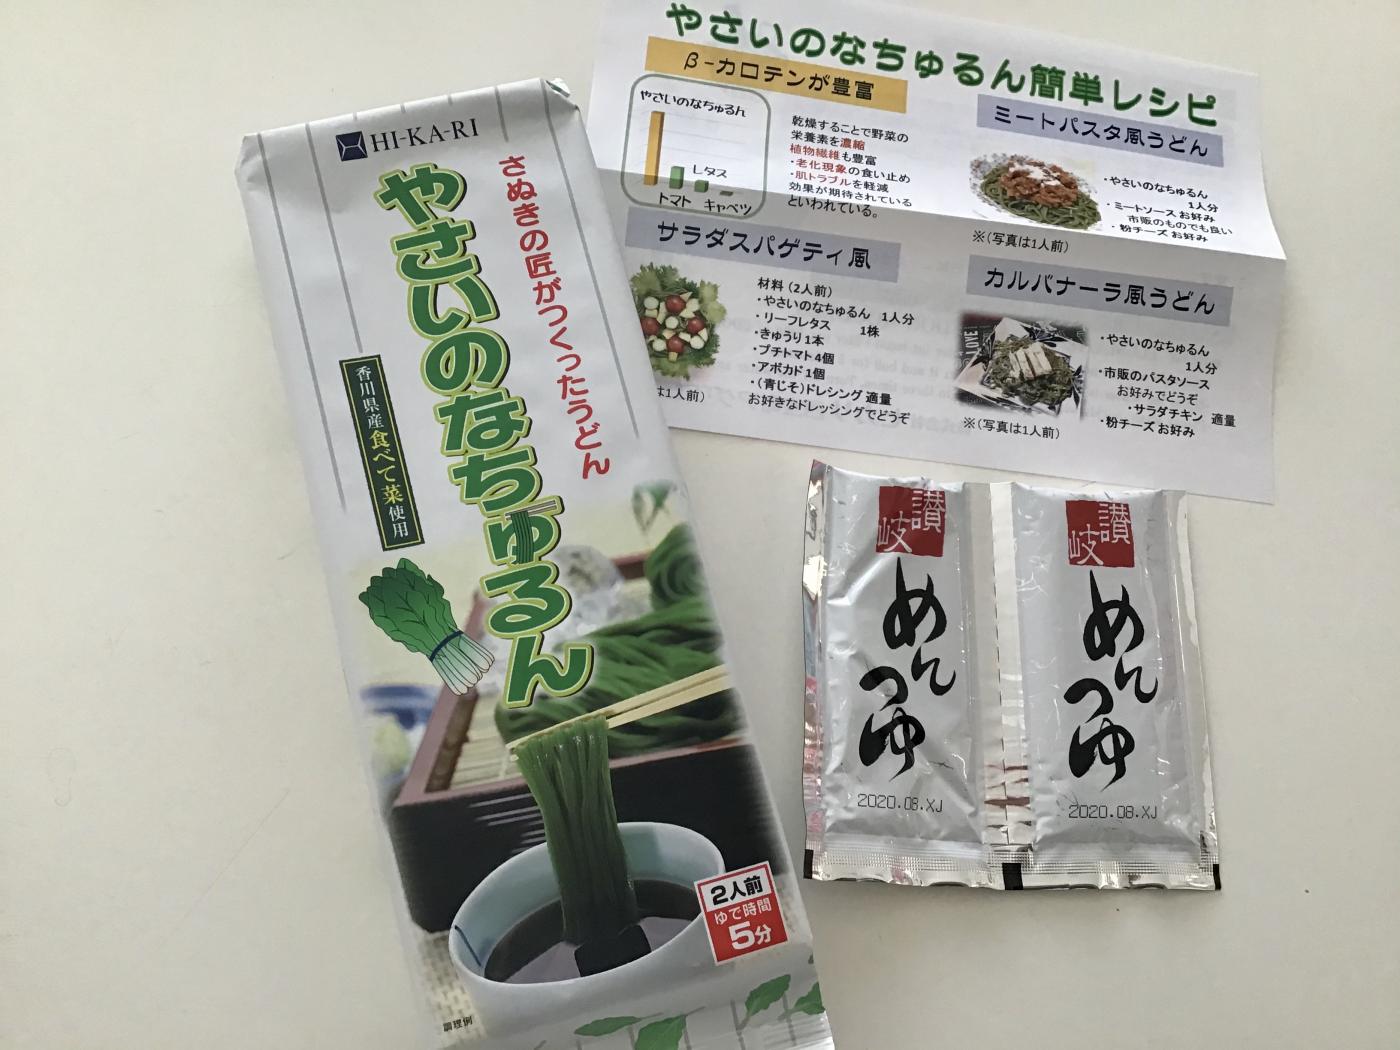 HI-KA-RI
さぬきの匠がつくったうどん
やさいのなちゅるん
香川県産食べて菜使用
2人前
ゆで時間
5分
調理例
やさいのなちゅるん簡単レシピ
β-カロテンが豊富
やさいのなちゅるん
レタス
トマト キャベツ
乾燥することで野菜の
栄養素を濃縮
植物繊維も豊富
・老化現象の食い止め
・肌トラブルを軽減
効果が期待されている
といわれている。
ミートパスタ風うどん
・やさいのなちゅるん
1人分
・ミートソース お好み
市販のものでも良い
・粉チーズ お好み
※(写真は1人前)
サラダスパゲティ風
材料(2人前)
・やさいのなちゅるん 1人分
・リーフレタス 1株
・きゅうり1本
・プチトマト4個
・アボカド1個
・(青じそ)ドレシング 適量
お好きなドレッシングでどうぞ
は1人前)
カルバナーラ風うどん
・やさいのなちゅるん
1人分
・市販のパスタソース
お好みでどうぞ
・サラダチキン 適量
・粉チーズ お好み
※(写真は1人前)
讃岐
めんつゆ
2020.08.XJ
讃岐
めんつゆ
2020.08.XJ